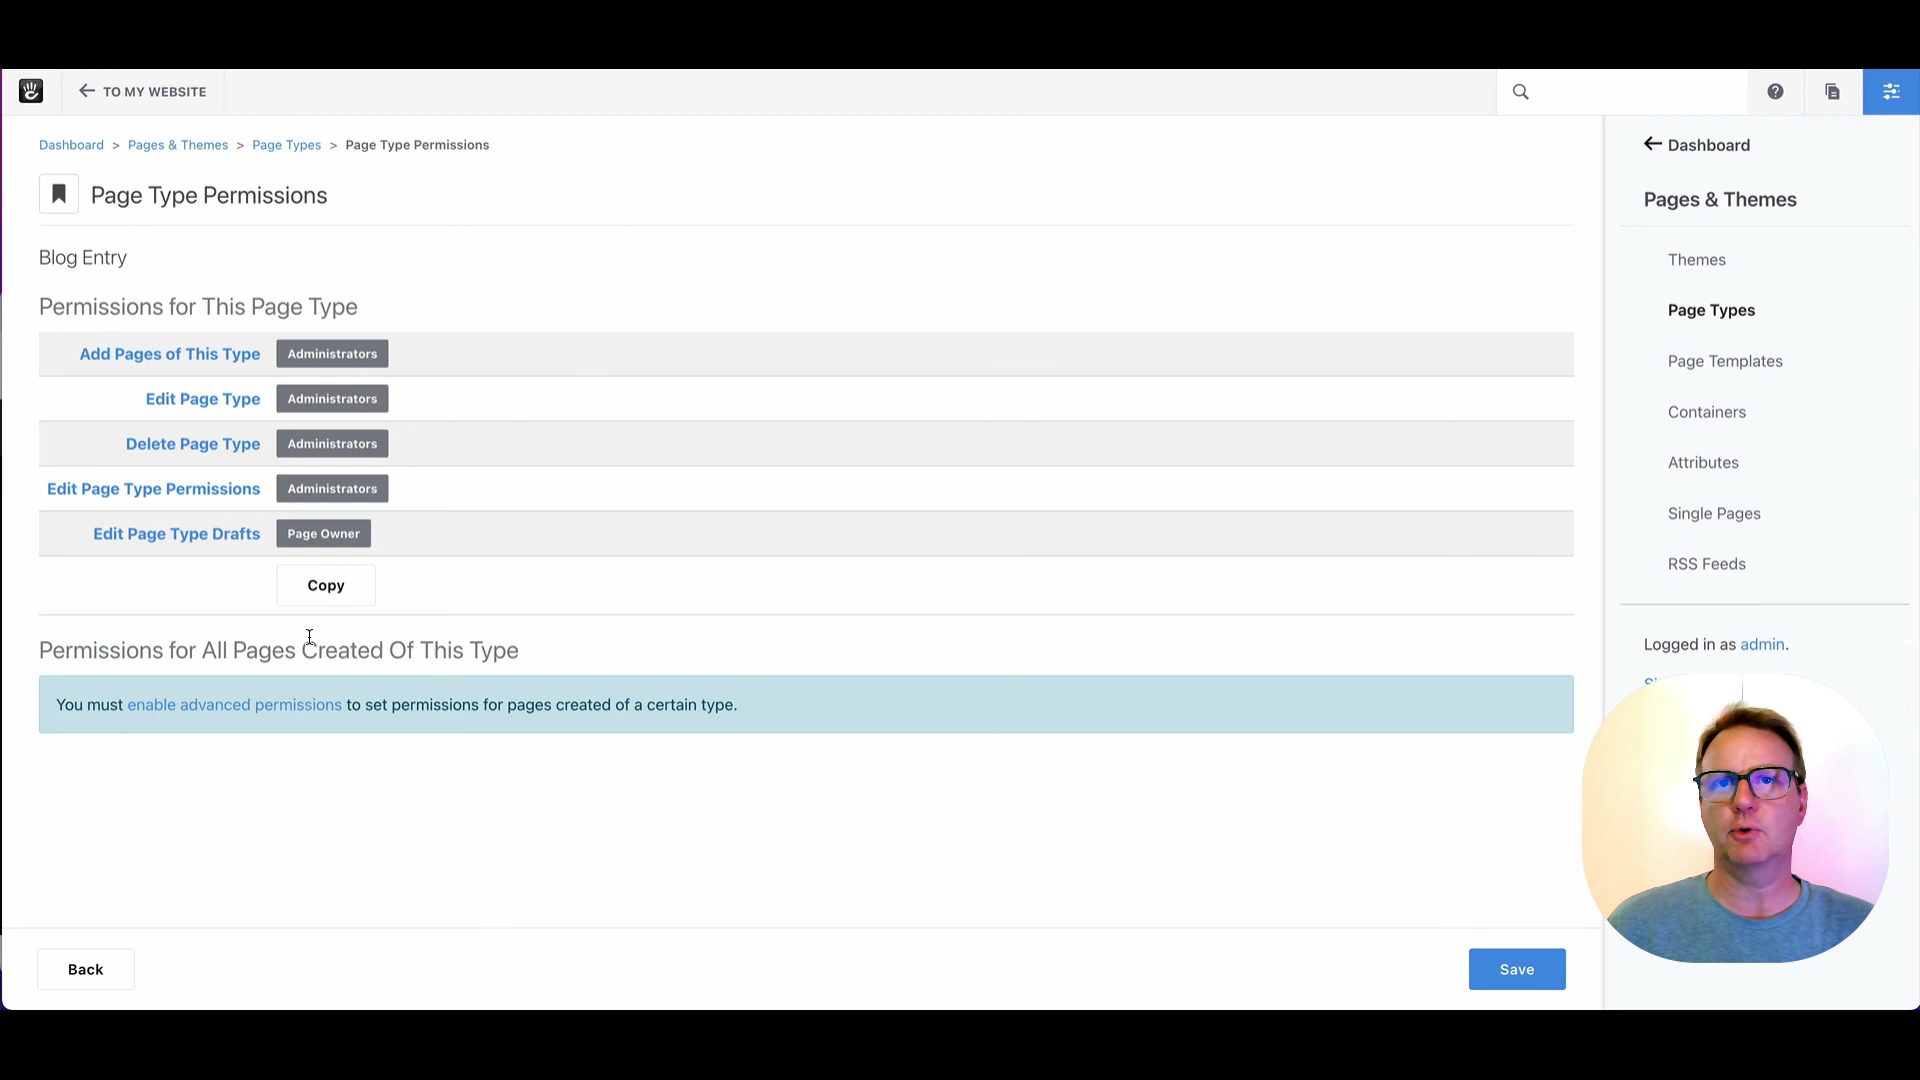 TO MY WEBSITE
Dashboard > Pages & Themes > Page Types > Page Type Permissions
Page Type Permissions
Blog Entry
Permissions for This Page Type
Add Pages of This Type Administrators
Edit Page Type Administrators
Delete Page Type Administrators
Edit Page Type Permissions Administrators
Edit Page Type Drafts Page Owner
Copy
Permissions for All Pages Created Of This Type
You must enable advanced permissions to set permissions for pages created of a certain type.
Back
Save
Dashboard
Pages & Themes
Themes
Page Types
Page Templates
Containers
Attributes
Single Pages
RSS Feeds
Logged in as admin.